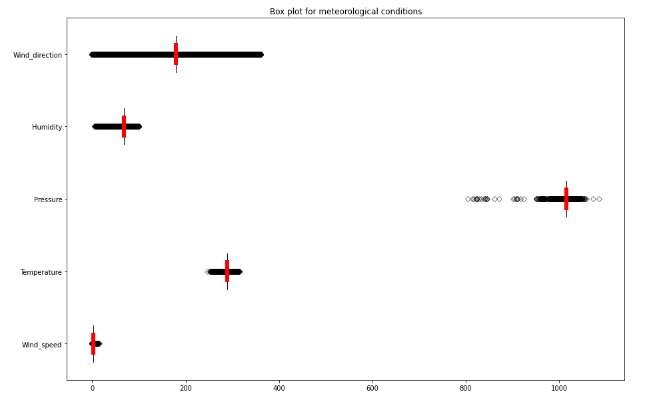 Box plot for meteorological conditions
Wind_direction
Humidity
Pressure
Temperature
Wind_speed
0 200 400 600 800 1000